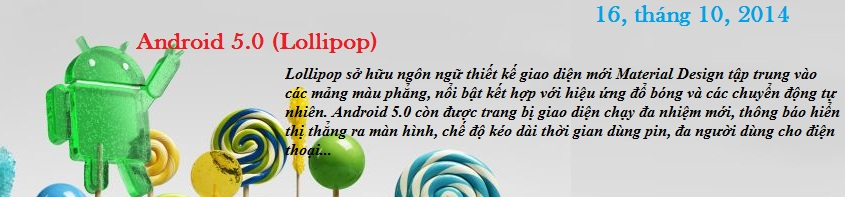 16, tháng 10, 2014
Android 5.0 (Lollipop)
Lollipop sở hữu ngôn ngữ thiết kế giao diện mới Material Design tập trung vào
các mảng màu phẳng, nổi bật kết hợp với hiệu ứng đổ bóng và các chuyển động tự
nhiên. Android 5.0 còn được trang bị giao diện chạy đa nhiệm mới, thông báo hiển
thị thẳng ra màn hình, chế độ kéo dài thời gian dùng pin, đa người dùng cho điện
thoại...